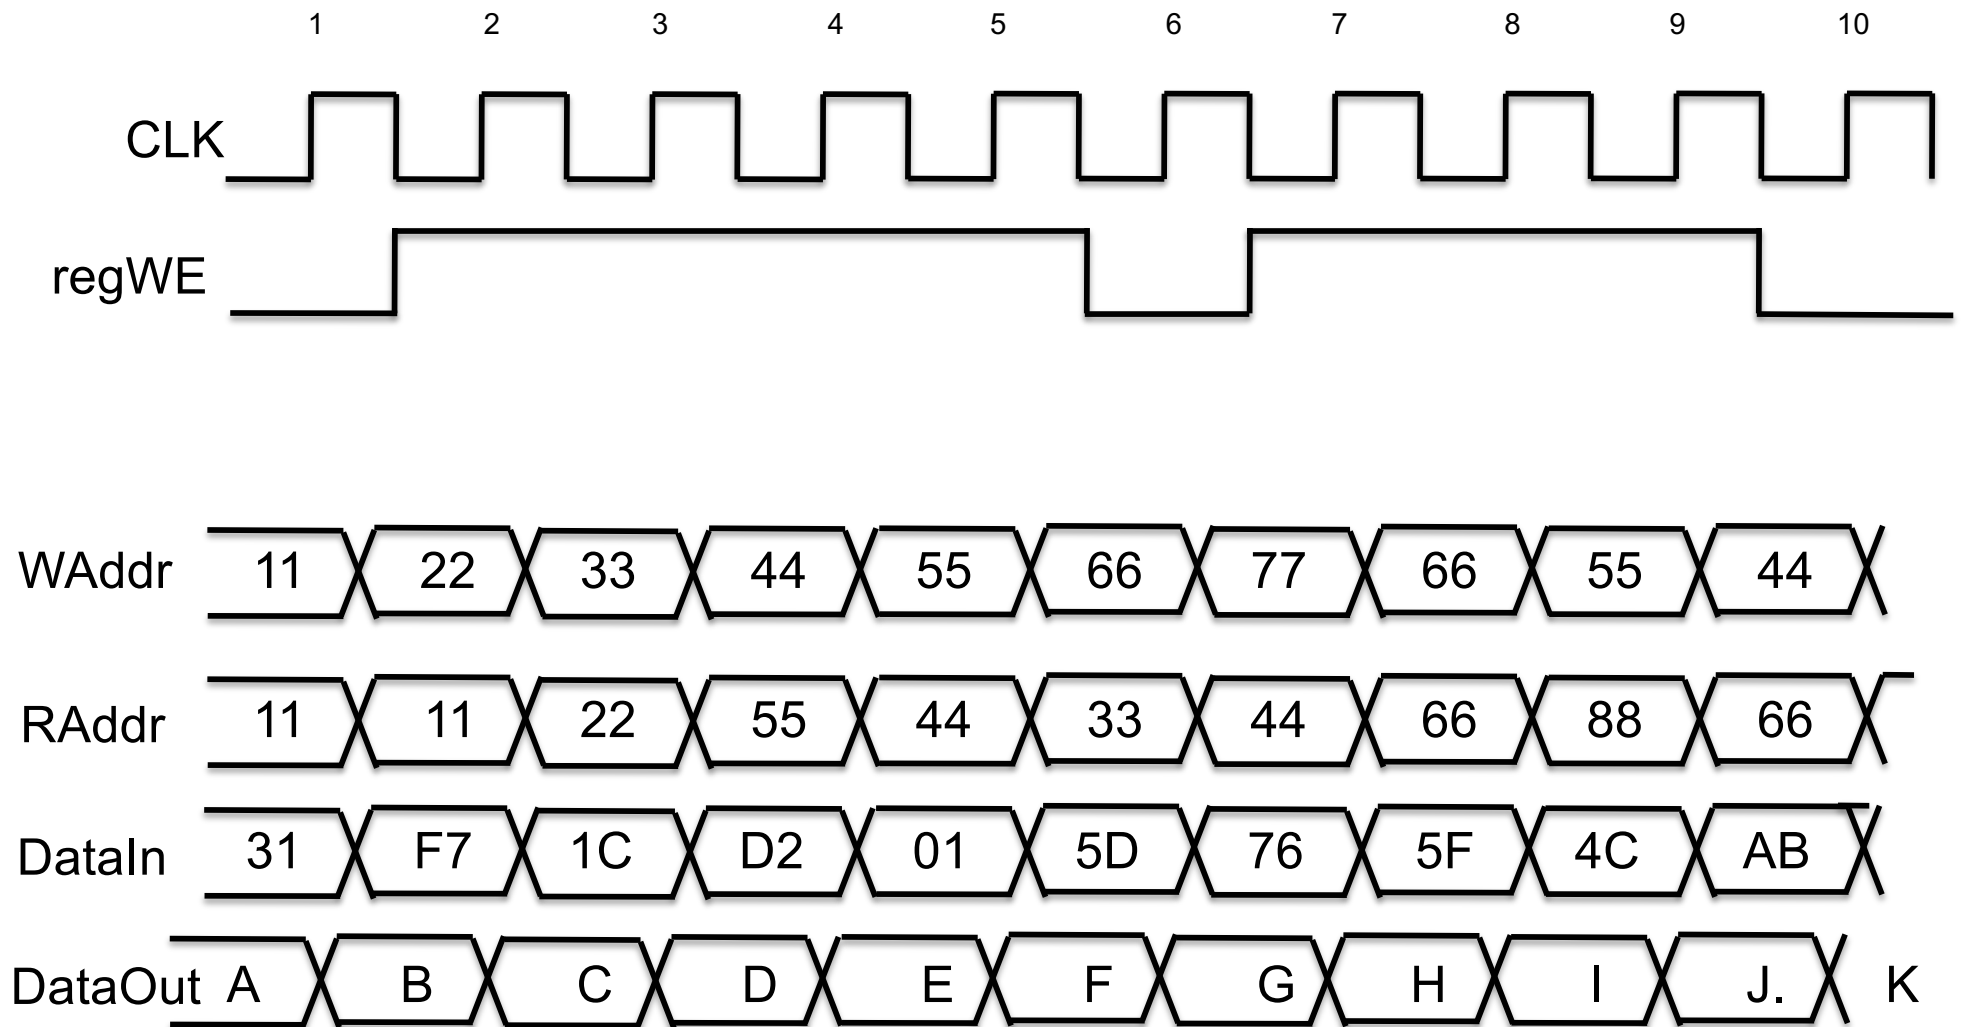 1 2 3 4 5 6 7 8 9 10
CLK
regWE
WAddr 11 22 33 44 55 66 77 66 55 44
RAddr 11 11 22 55 44 33 44 66 88 66
DataIn 31 F7 1C D2 01 5D 76 5F 4C AB
DataOut A B C D E F G H I J. K